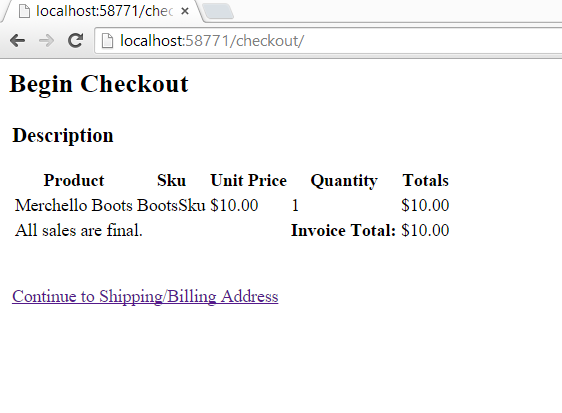 localhost:58771/chec
localhost:58771/checkout/
Begin Checkout
Description
Product Sku Unit Price Quantity Totals
Merchello Boots BootsSku $10.00 1 $10.00
All sales are final. Invoice Total: $10.00
Continue to Shipping/Billing Address